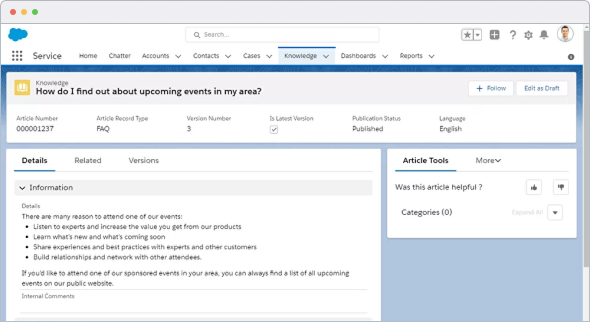 Search...
Service
Home
Chatter
Accounts
Contacts
Cases
Knowledge
Dashboards
Reports
Knowledge
How do I find out about upcoming events in my area?
+ Follow
Edit as Draft
Article Number
Article Record Type
Version Number
Is Latest Version
Publication Status
Language
000001237
FAQ
3
Published
English
Details
Related
Versions
Information
Details
There are many reason to attend one of our events:
• Listen to experts and increase the value you get from our products
• Learn what's new and what's coming soon
• Share experiences and best practices with experts and other customers
• Build relationships and network with other attendees.
If you'd like to attend one of our sponsored events in your area, you can always find a list of all upcoming
events on our public website.
Internal Comments
Article Tools
More
Was this article helpful ?
Categories (0)
Expand All